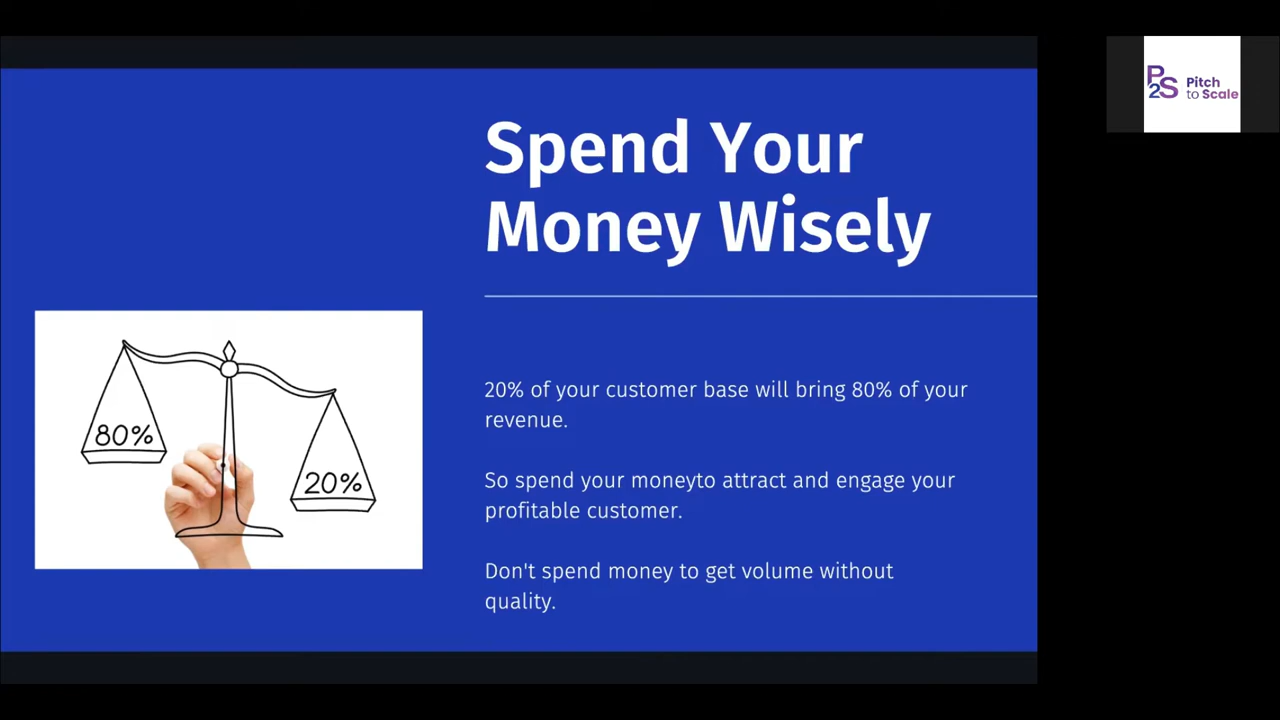 Spend Your
Money Wisely
20% of your customer base will bring 80% of your
revenue.
So spend your moneyto attract and engage your
profitable customer.
Don't spend money to get volume without
quality.
80%
20%
P2S Pitch
to Scale